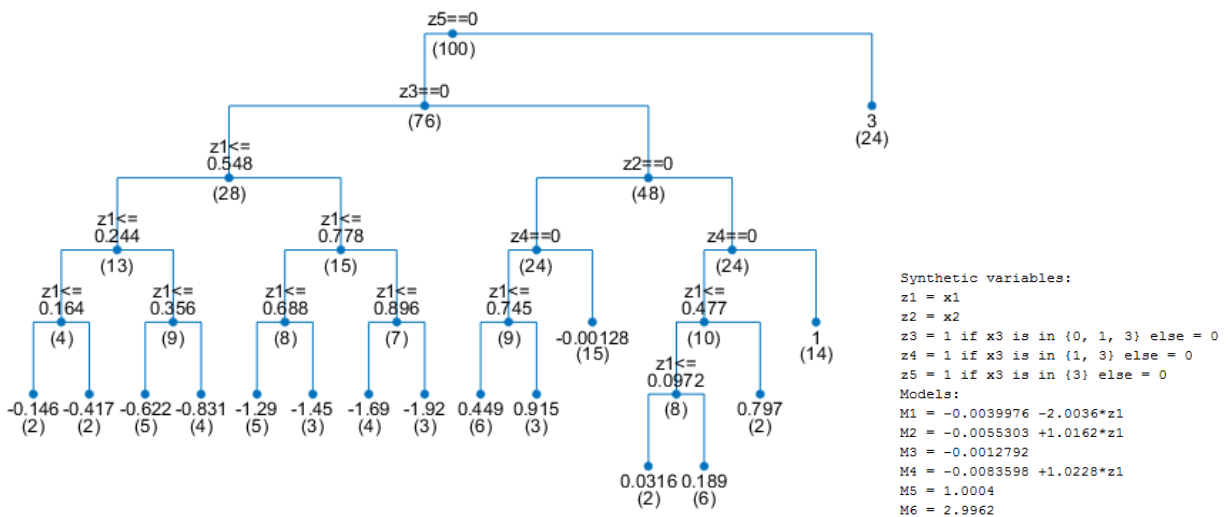 z5==0
(100)
z3==0
(76)
3
(24)
z1<=
0.548
(28)
z2==0
(48)
z1<=
0.244
(13)
z1<=
0.778
(15)
z4==0
(24)
z4==0
(24)
z1<=
0.164
(4)
z1<=
0.356
(9)
z1<=
0.688
(8)
z1<=
0.896
(7)
z1<=
0.745
(9)
-0.00128
(15)
z1<=
0.477
(10)
1
(14)
-0.146
(2)
-0.417
(2)
-0.622
(5)
-0.831
(4)
-1.29
(5)
-1.45
(3)
-1.69
(4)
-1.92
(3)
0.449
(6)
0.915
(3)
z1<=
0.0972
(8)
0.797
(2)
0.0316
(2)
0.189
(6)
Synthetic variables:
z1 = x1
z2 = x2
z3 = 1 if x3 is in {0, 1, 3} else = 0
z4 = 1 if x3 is in {1, 3} else = 0
z5 = 1 if x3 is in {3} else = 0
Models:
M1 = -0.0039976 -2.0036*z1
M2 = -0.0055303 +1.0162*z1
M3 = -0.0012792
M4 = -0.0083598 +1.0228*z1
M5 = 1.0004
M6 = 2.9962